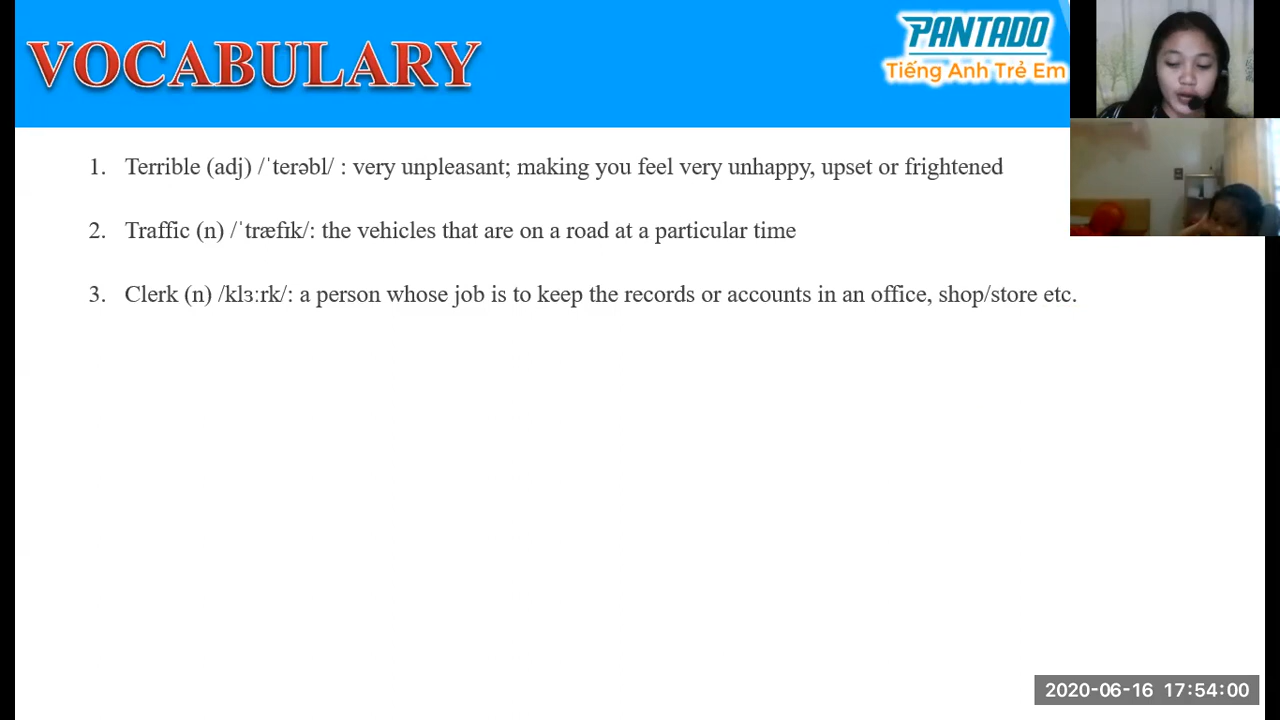 VOCABULARY
PANTADO
Tiếng Anh Trẻ Em
1. Terrible (adj) /ˈterəbl/ : very unpleasant; making you feel very unhappy, upset or frightened
2. Traffic (n) /ˈtræfɪk/: the vehicles that are on a road at a particular time
3. Clerk (n) /klɜːrk/: a person whose job is to keep the records or accounts in an office, shop/store etc.
2020-06-16 17:54:00